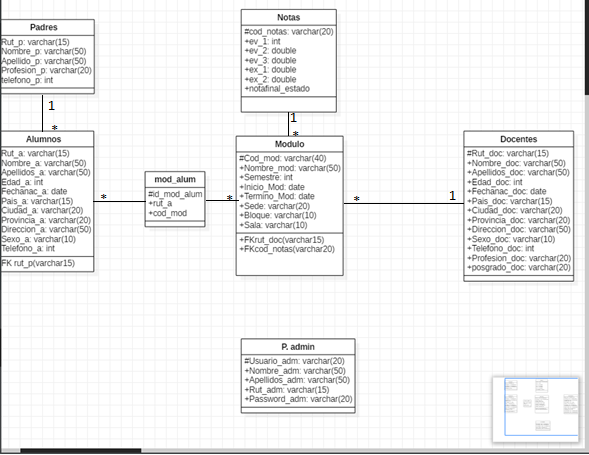 Padres
Rut_p: varchar(15)
Nombre_p: varchar(50)
Apellido_p: varchar(50)
Profesion_p: varchar(20)
telefono_p: int
1
*
Alumnos
Rut_a: varchar(15)
Nombre_a: varchar(50)
Apellidos_a: varchar(50)
Edad_a: int
Fechanac_a: date
Pais_a: varchar(15)
Ciudad_a: varchar(20)
Provincia_a: varchar(20)
Direccion_a: varchar(50)
Sexo_a: varchar(10)
Telefono_a: int
FK rut_p(varchar15)
*
mod_alum
#id_mod_alum
+rut_a
+cod_mod
*
Notas
#cod_notas: varchar(20)
+ev_1: int
+ev_2: double
+ev_3: double
+ex_1: double
+ex_2: double
+notafinal_estado
1
*
Modulo
#Cod_mod: varchar(40)
+Nombre_mod: varchar(50)
+Semestre: int
+Inicio_Mod: date
+Termino_Mod: date
+Sede: varchar(20)
+Bloque: varchar(10)
+Sala: varchar(10)
+FKrut_doc(varchar15)
+FKcod_notas(varchar20)
*
1
Docentes
#Rut_doc: varchar(15)
+Nombre_doc: varchar(50)
+Apellidos_doc: varchar(50)
+Edad_doc: int
+Fechanac_doc: date
+Pais_doc: varchar(15)
+Ciudad_doc: varchar(20)
+Provincia_doc: varchar(20)
+Direccion_doc: varchar(50)
+Sexo_doc: varchar(10)
+Telefono_doc: int
+Profesion_doc: varchar(20)
+posgrado_doc: varchar(20)
P. admin
#Usuario_adm: varchar(20)
+Nombre_adm: varchar(50)
+Apellidos_adm: varchar(50)
+Rut_adm: varchar(15)
+Password_adm: varchar(20)